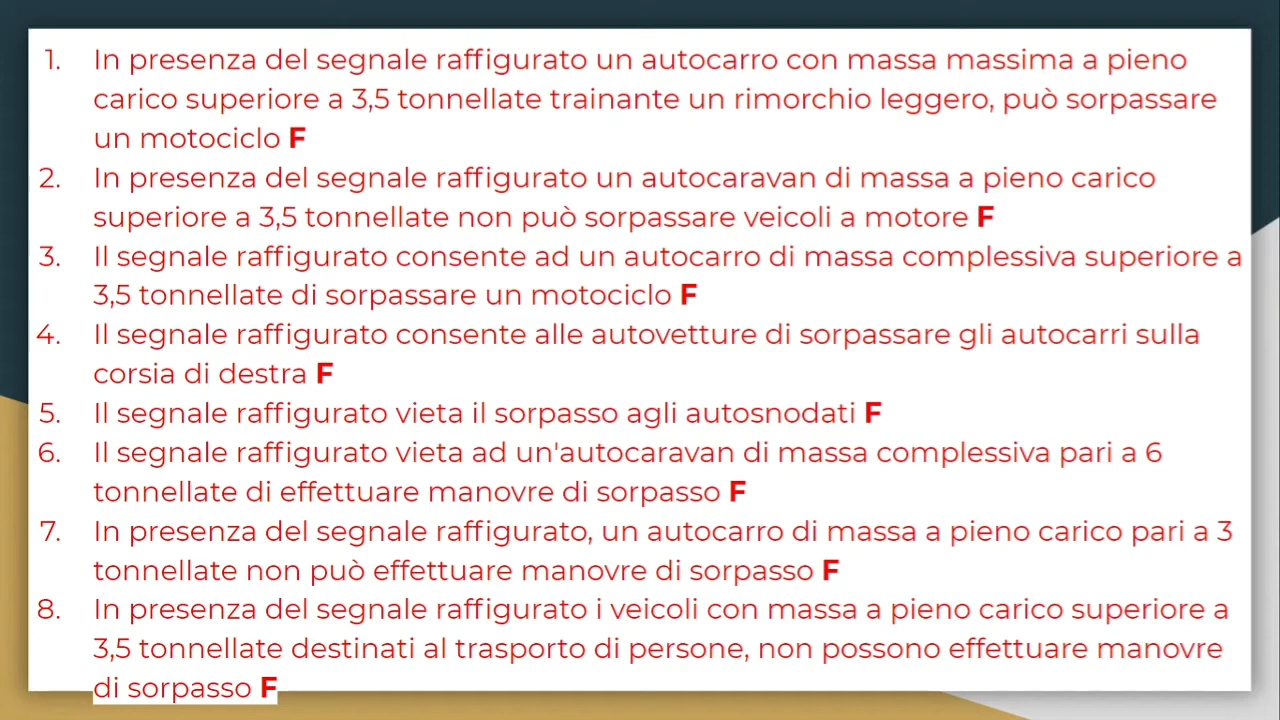 1. In presenza del segnale raffigurato un autocarro con massa massima a pieno
carico superiore a 3,5 tonnellate trainante un rimorchio leggero, può sorpassare
un motociclo F
2. In presenza del segnale raffigurato un autocaravan di massa a pieno carico
superiore a 3,5 tonnellate non può sorpassare veicoli a motore F
3. Il segnale raffigurato consente ad un autocarro di massa complessiva superiore a
3,5 tonnellate di sorpassare un motociclo F
4. Il segnale raffigurato consente alle autovetture di sorpassare gli autocarri sulla
corsia di destra F
5. Il segnale raffigurato vieta il sorpasso agli autosnodati F
6. Il segnale raffigurato vieta ad un'autocaravan di massa complessiva pari a 6
tonnellate di effettuare manovre di sorpasso F
7. In presenza del segnale raffigurato, un autocarro di massa a pieno carico pari a 3
tonnellate non può effettuare manovre di sorpasso F
8. In presenza del segnale raffigurato i veicoli con massa a pieno carico superiore a
3,5 tonnellate destinati al trasporto di persone, non possono effettuare manovre
di sorpasso F